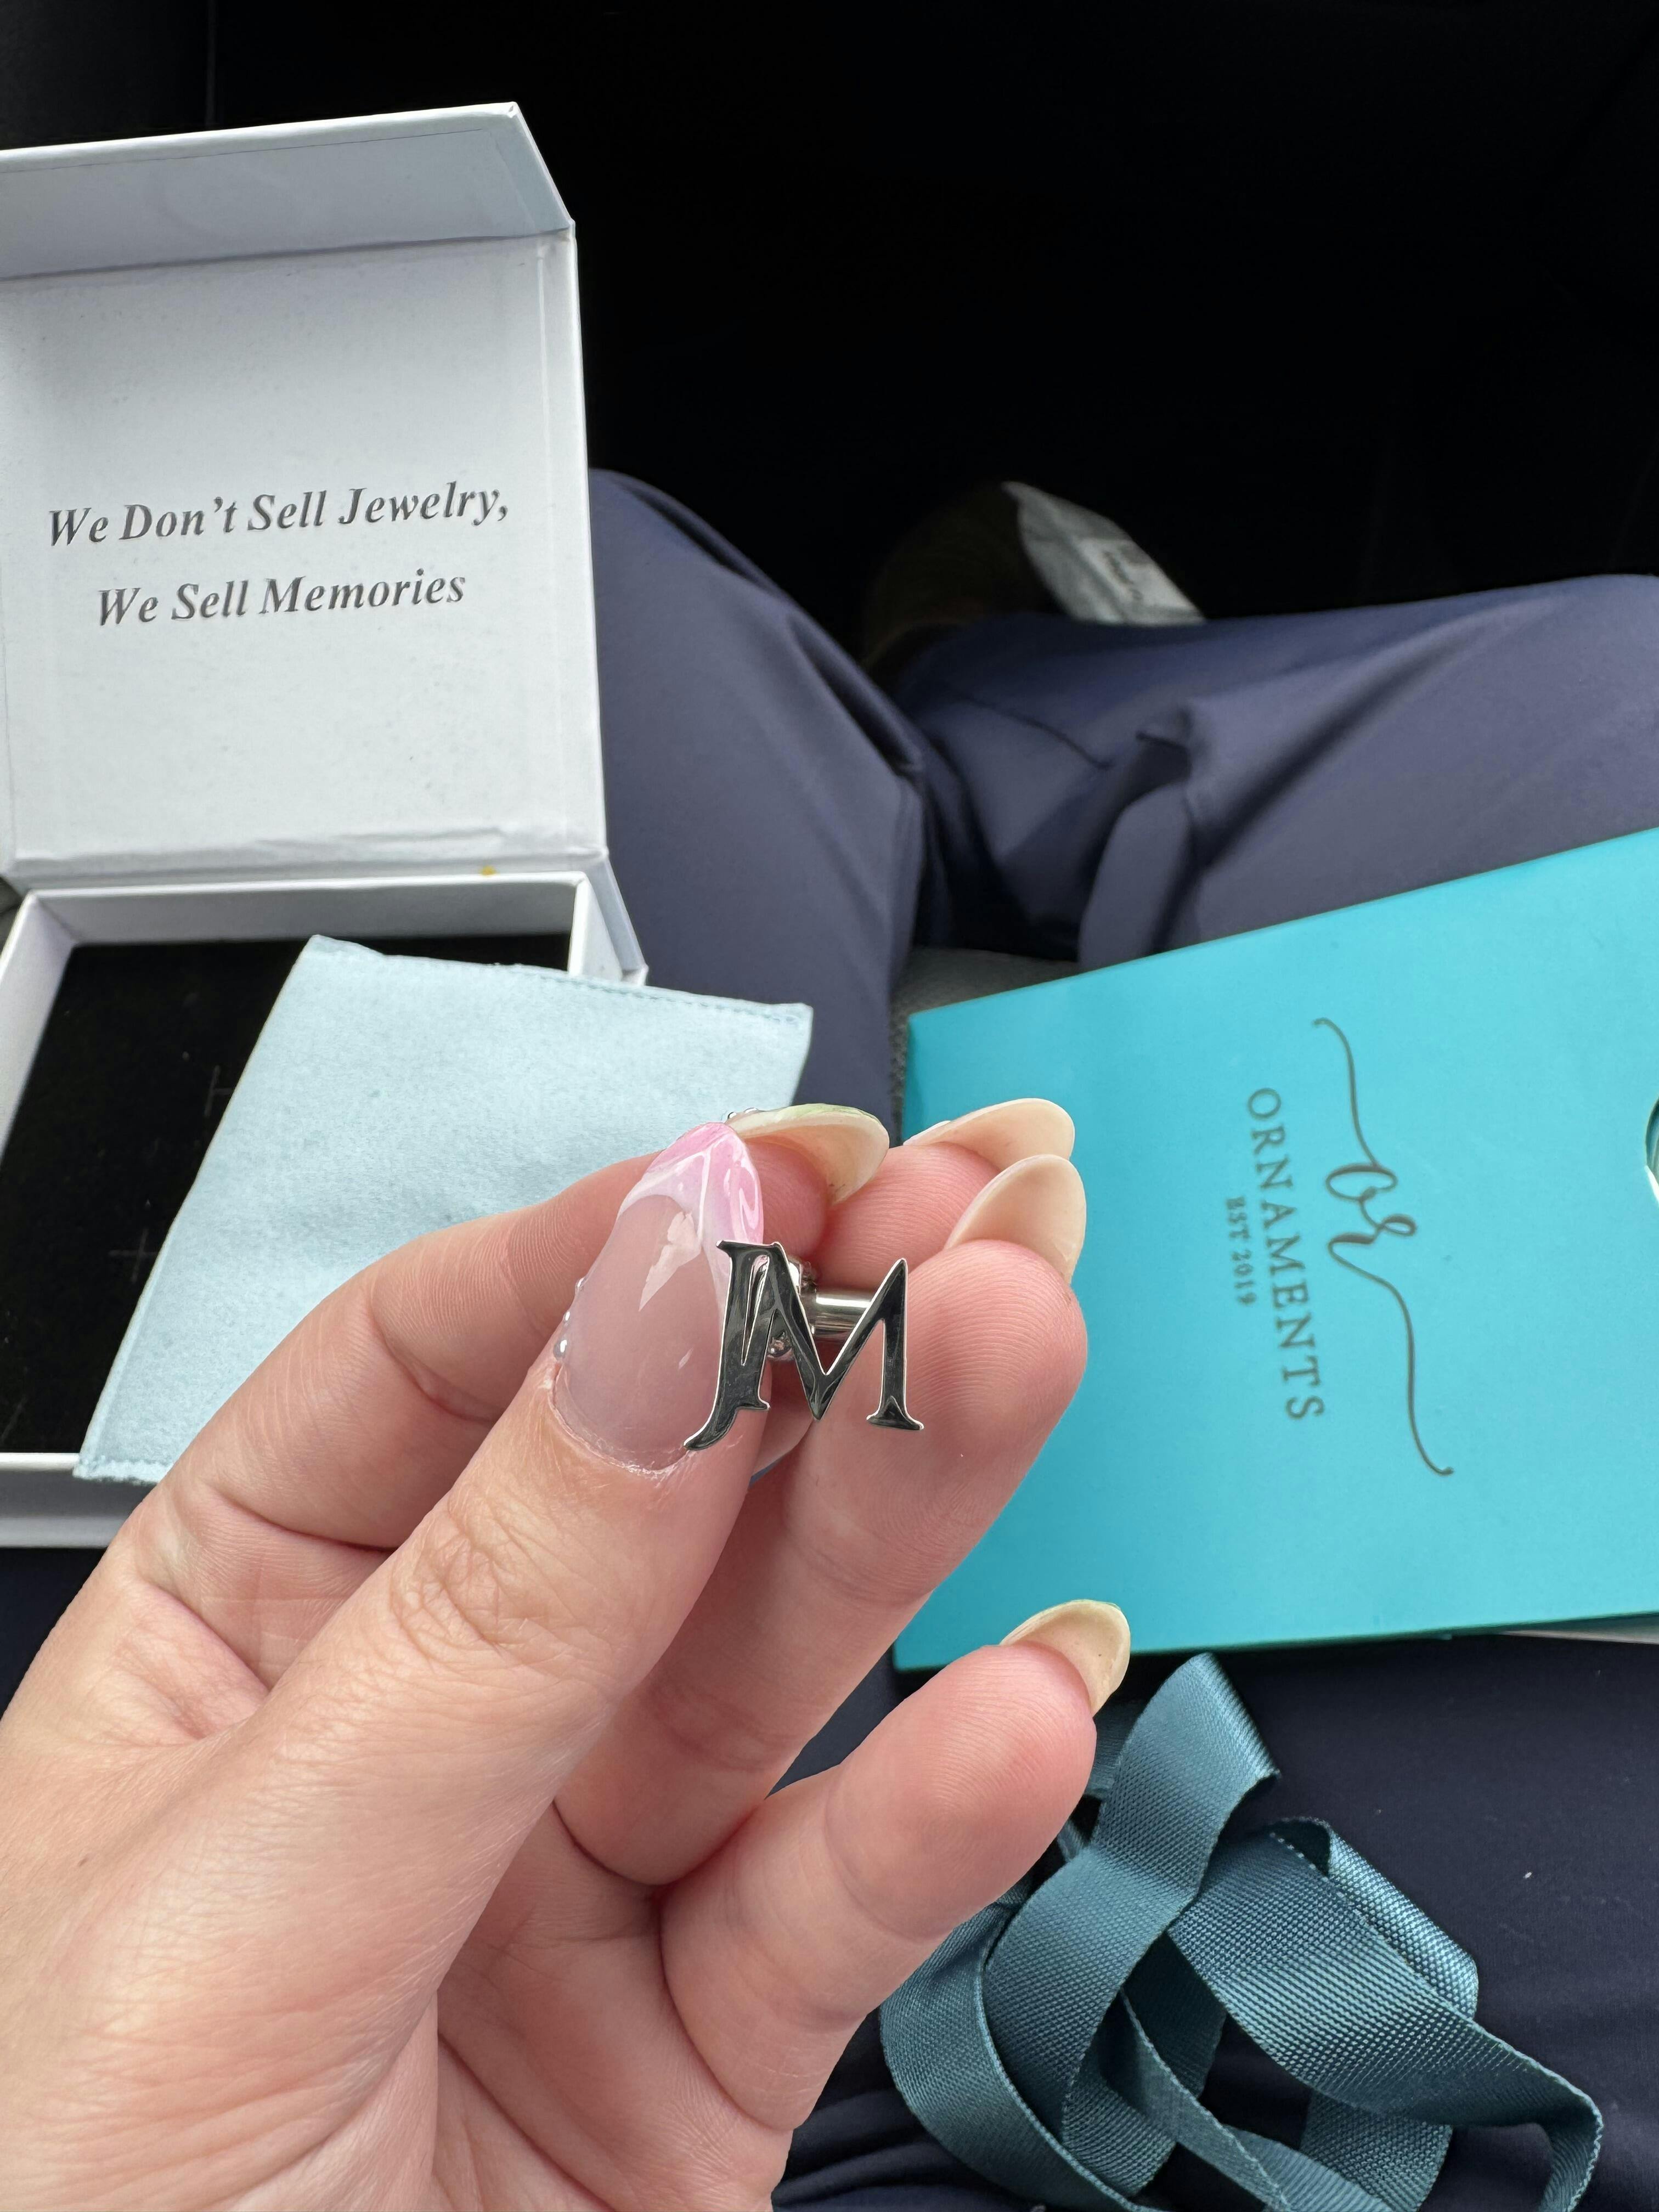 We Don't Sell Jewelry,
We Sell Memories
or
ORNAMENTS
EST 2019
JM